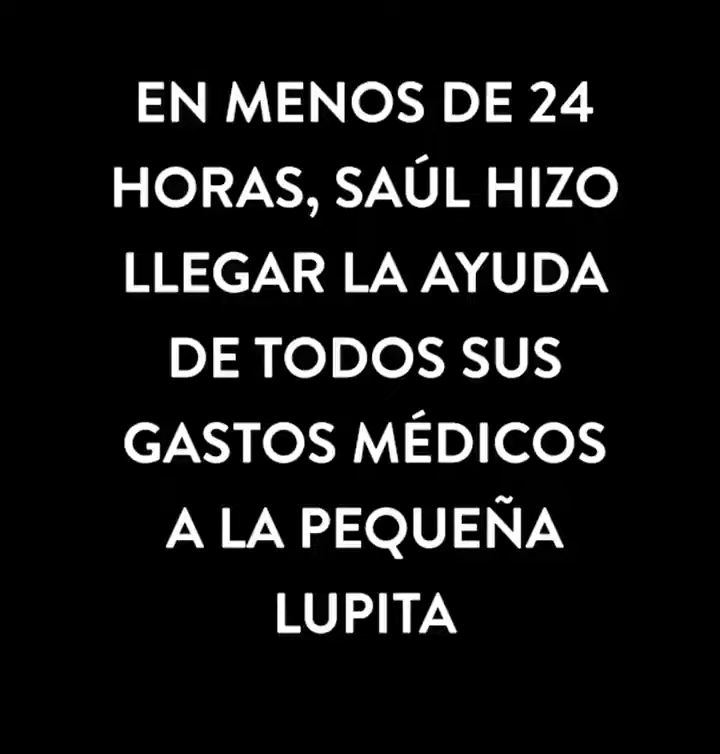 EN MENOS DE 24
HORAS, SAÚL HIZO
LLEGAR LA AYUDA
DE TODOS SUS
GASTOS MÉDICOS
A LA PEQUEÑA
LUPITA